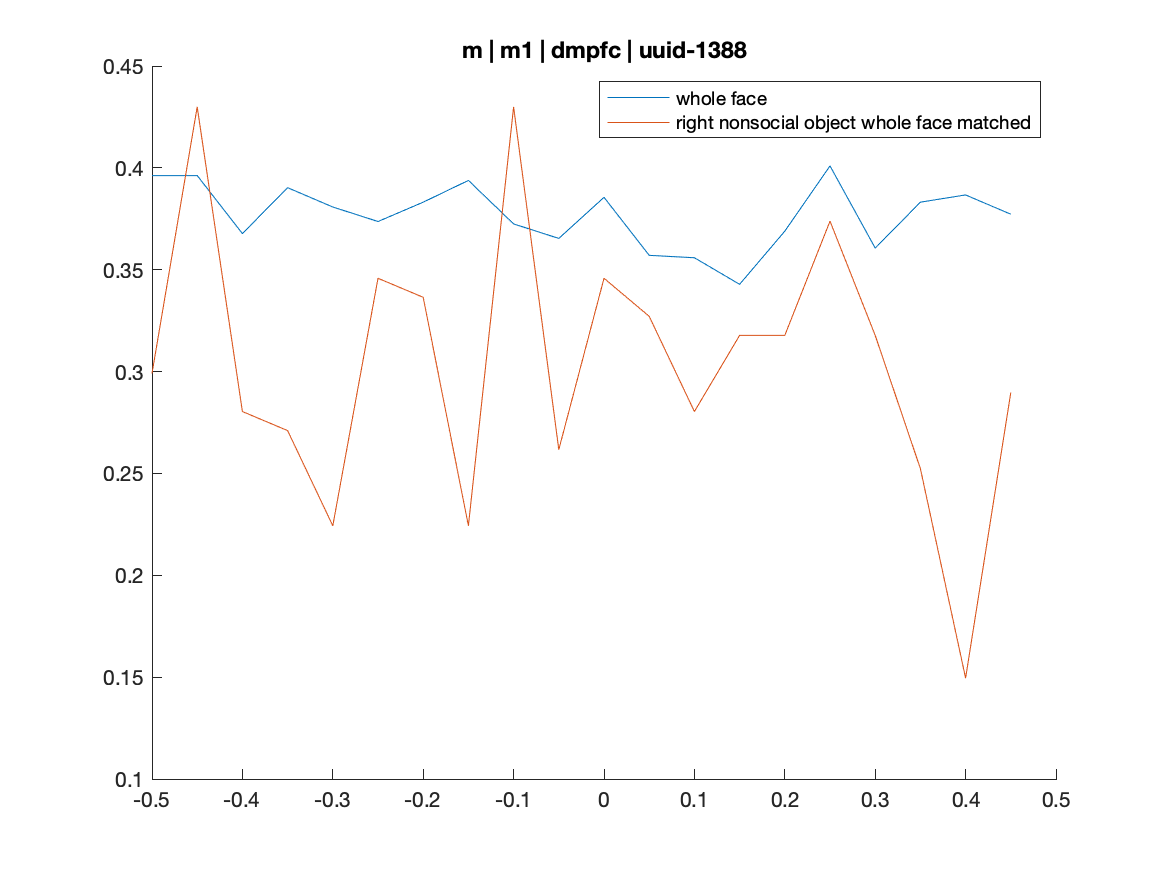 m | m1 | dmpfc | uuid-1388
whole face
right nonsocial object whole face matched
0.45
0.4
0.35
0.3
0.25
0.2
0.15
0.1
-0.5 -0.4 -0.3 -0.2 -0.1 0 0.1 0.2 0.3 0.4 0.5